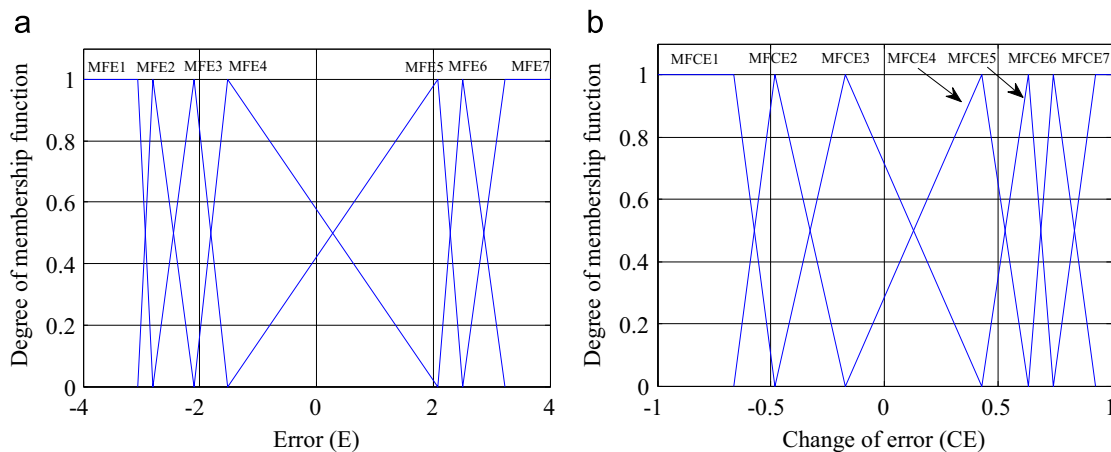 a
MFE1 MFE2 MFE3 MFE4 MFE5 MFE6 MFE7
1
0.8
0.6
0.4
0.2
0
-4 -2 0 2 4
Degree of membership function
Error (E)
b
MFCE1 MFCE2 MFCE3 MFCE4 MFCE5 MFCE6 MFCE7
1
0.8
0.6
0.4
0.2
0
-1 -0.5 0 0.5 1
Degree of membership function
Change of error (CE)